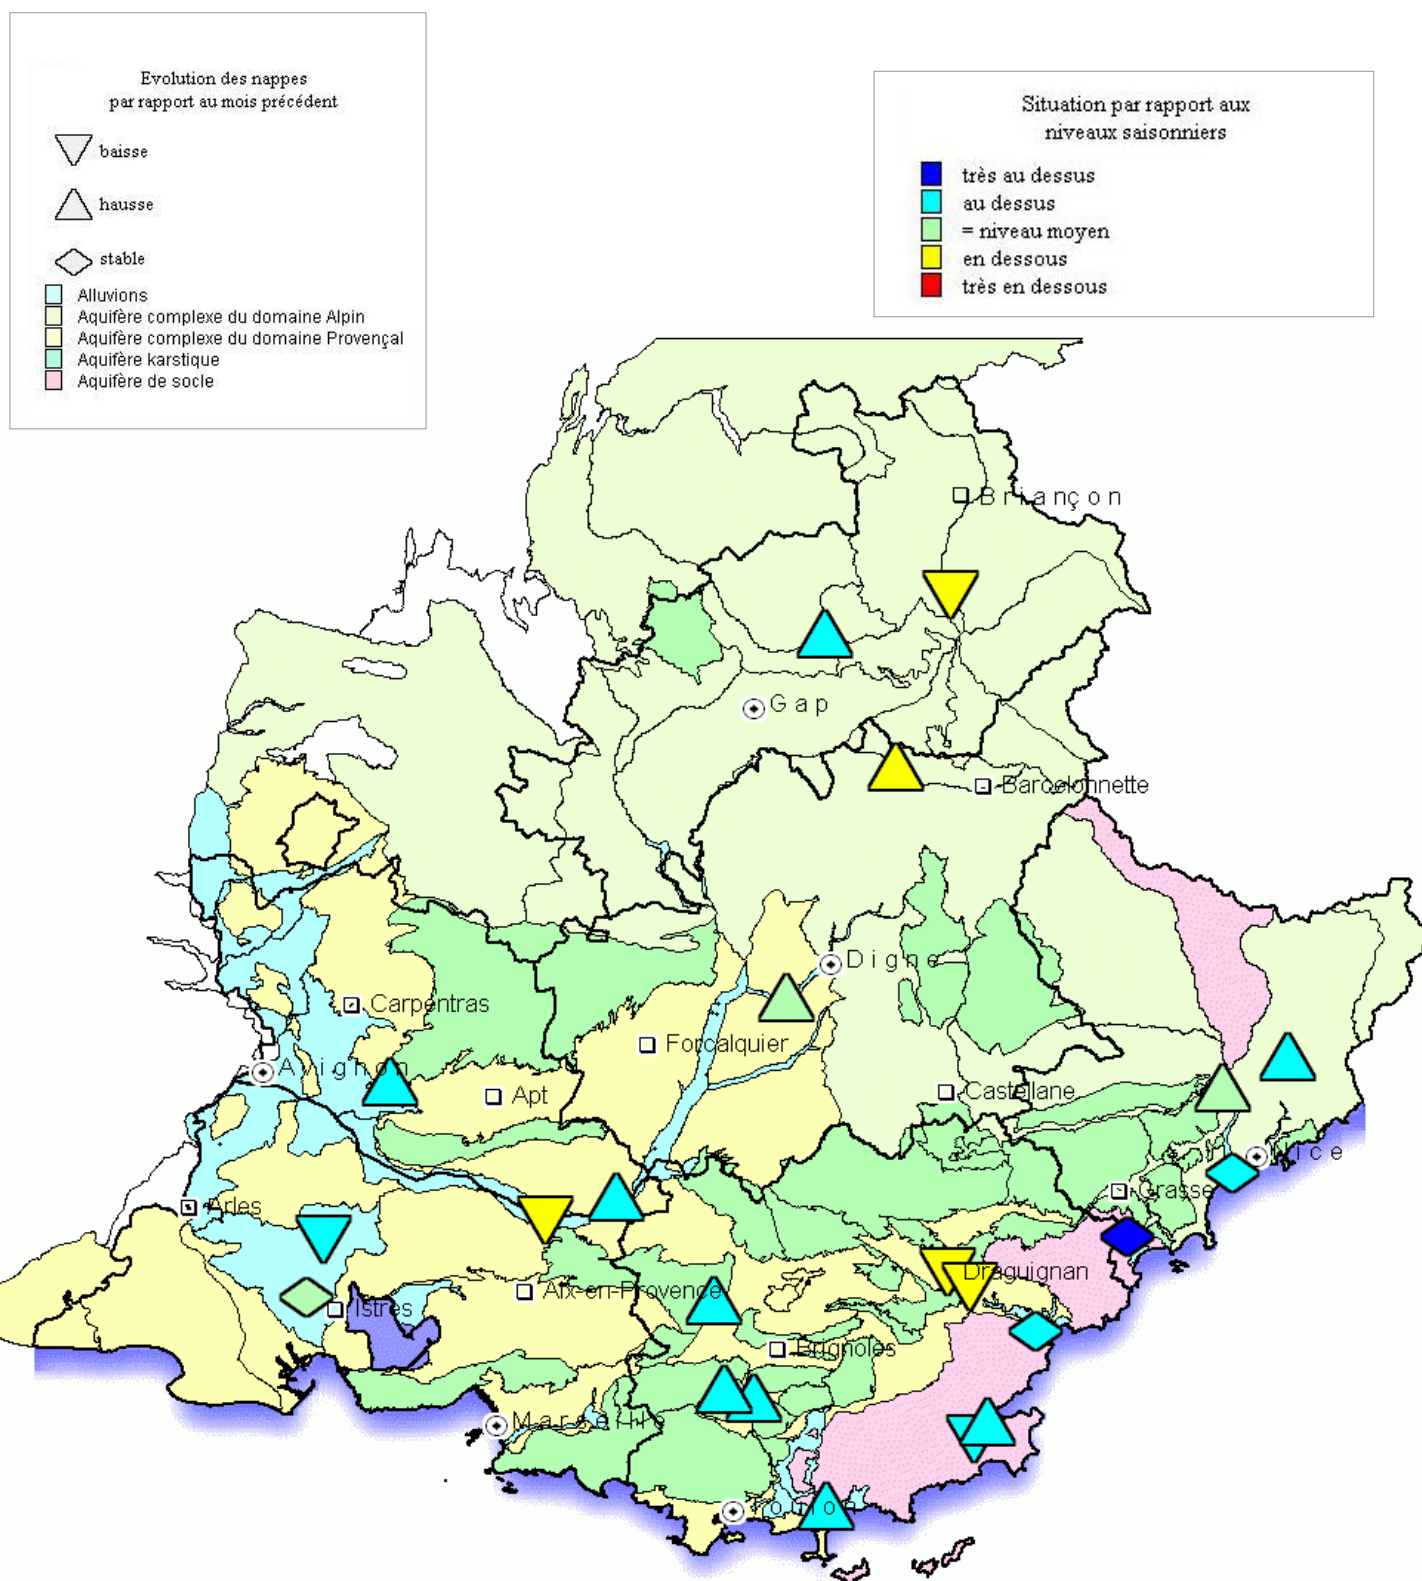 Evolution des nappes
par rapport au mois précédent
baisse
hausse
stable
Alluvions
Aquifère complexe du domaine Alpin
Aquifère complexe du domaine Provençal
Aquifère karstique
Aquifère de socle
Situation par rapport aux
niveaux saisonniers
très au dessus
au dessus
= niveau moyen
en dessous
très en dessous
Briançon
Gap
Barcelonnette
Digne
Carpentras
Forcalquier
Avignon
Apt
Castellane
Nice
Grasse
Arles
Draguignan
Aix-en-Provence
Istres
Brignoles
Marseille
Toulon